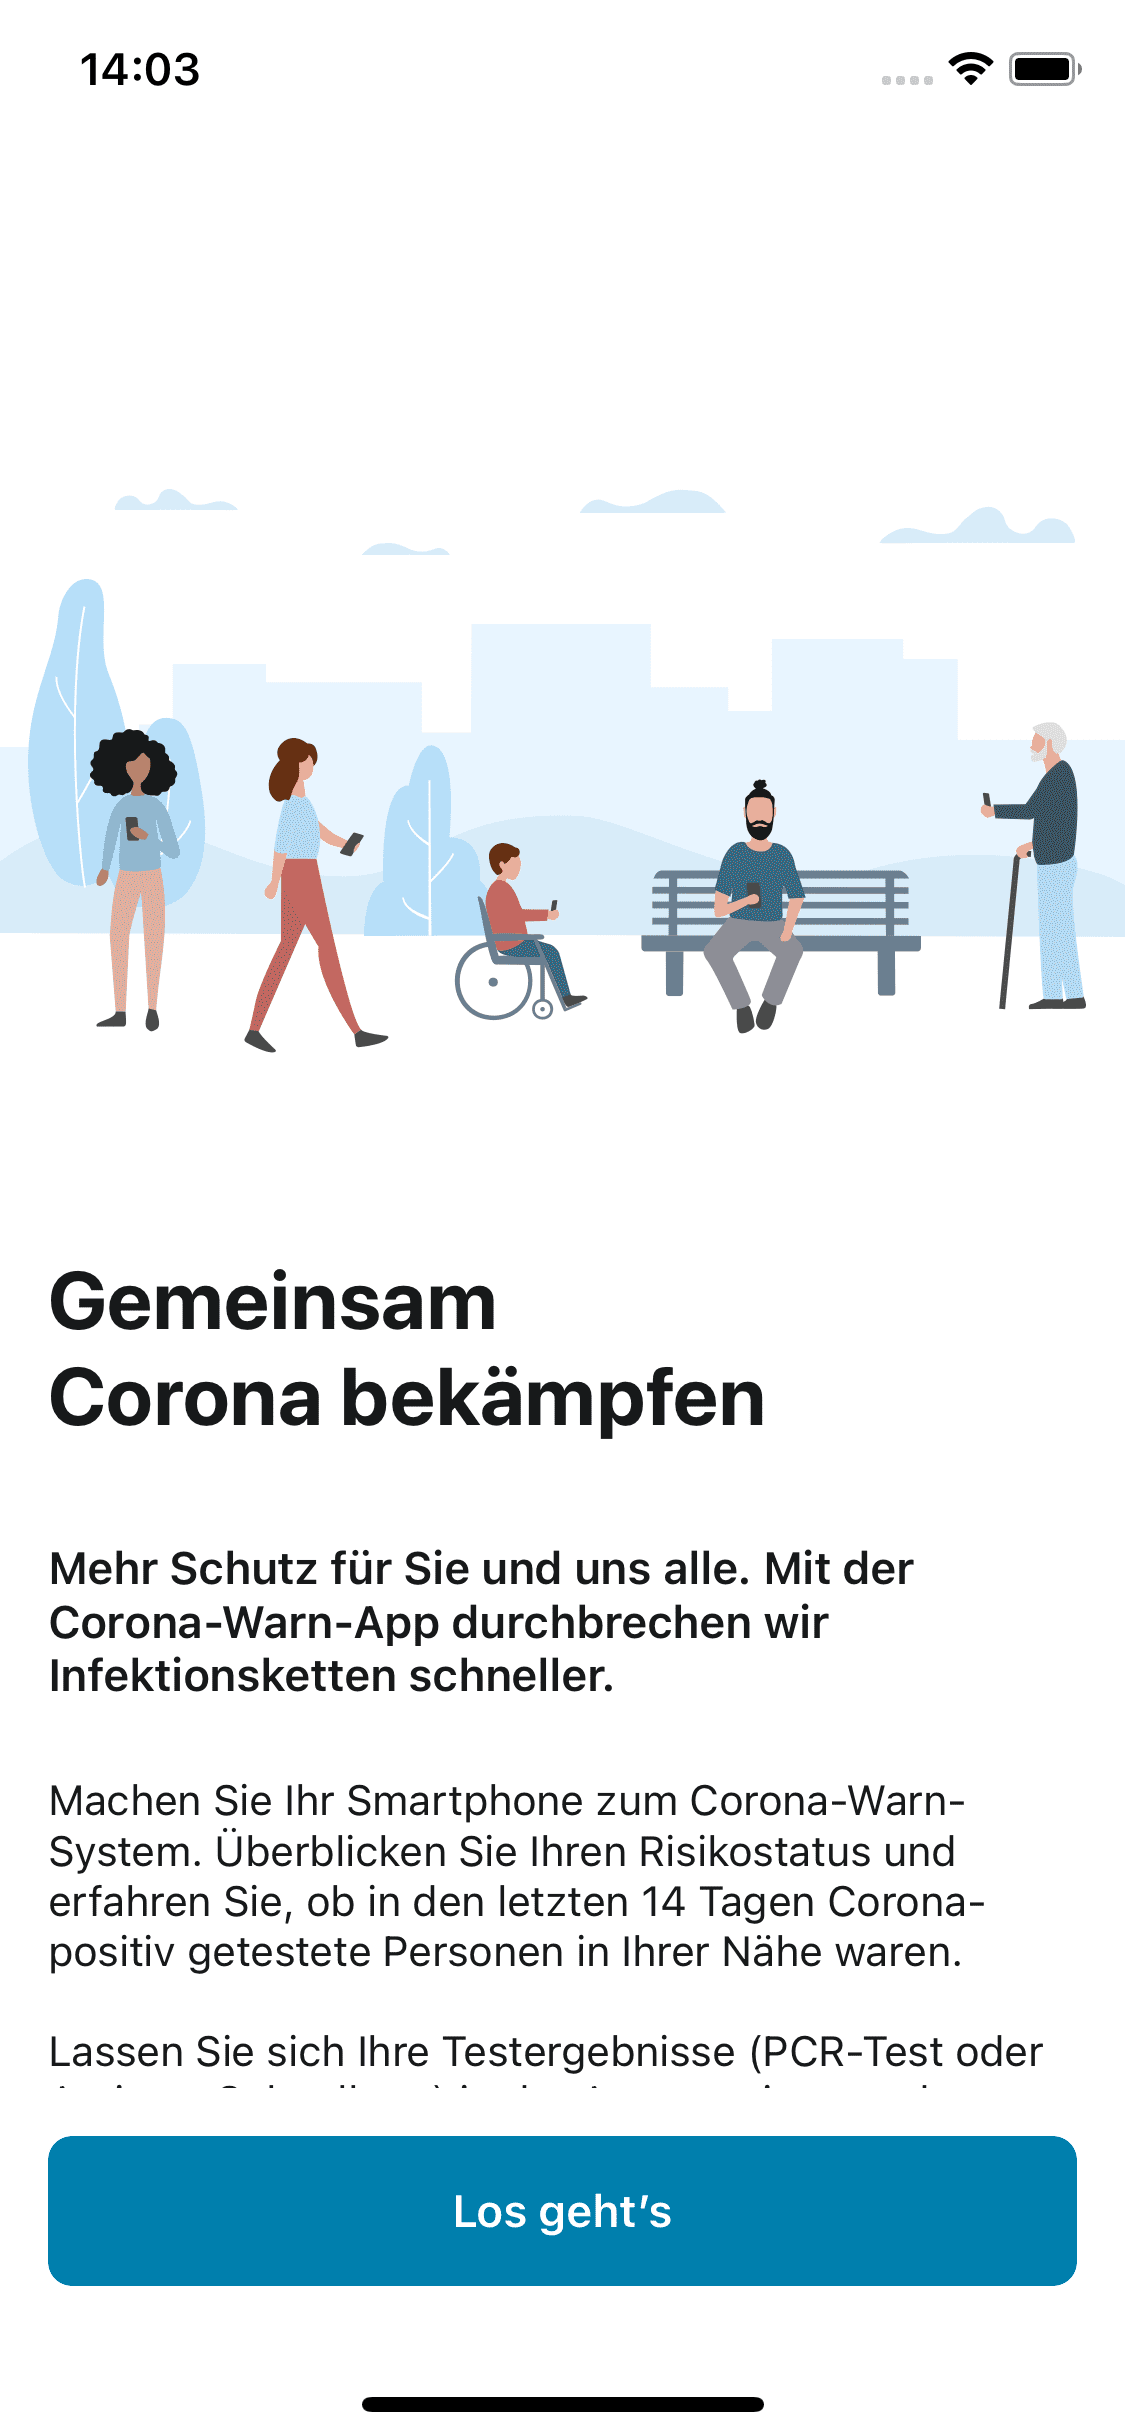 14:03
Gemeinsam
Corona bekämpfen
Mehr Schutz für Sie und uns alle. Mit der
Corona-Warn-App durchbrechen wir
Infektionsketten schneller.
Machen Sie Ihr Smartphone zum Corona-Warn-
System. Überblicken Sie Ihren Risikostatus und
erfahren Sie, ob in den letzten 14 Tagen Corona-
positiv getestete Personen in Ihrer Nähe waren.
Lassen Sie sich Ihre Testergebnisse (PCR-Test oder
Los geht’s